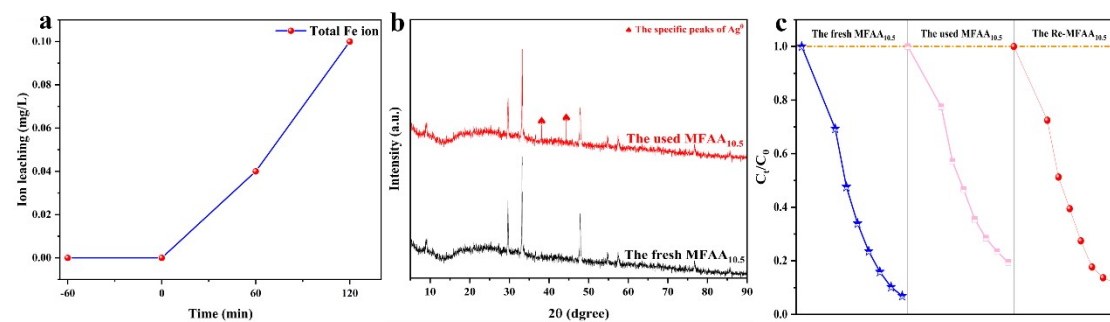 a
Total Fe ion
Ion leaching (mg/L)
0.10
0.08
0.06
0.04
0.02
0.00
-60
0
60
120
Time (min)
b
The specific peaks of Ag⁰
The used MFAA₁₀.₅
The fresh MFAA₁₀.₅
Intensity (a.u.)
10
20
30
40
50
60
70
80
90
2θ (dgree)
c
The fresh MFAA₁₀.₅
The used MFAA₁₀.₅
The Re-MFAA₁₀.₅
Cₜ/C₀
1.0
0.8
0.6
0.4
0.2
0.0